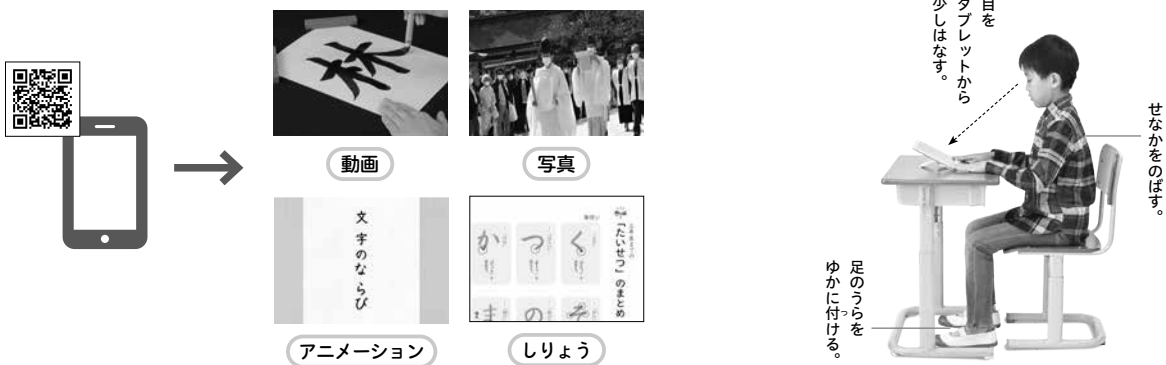 動画
写真
文字のならび
アニメーション
「たいせつ」のまとめ
く
つ
か
そ
の
ま
しりょう
目を
タブレットから
少しはなす。
せなかをのばす。
足のうらを
ゆかに付ける。
っ